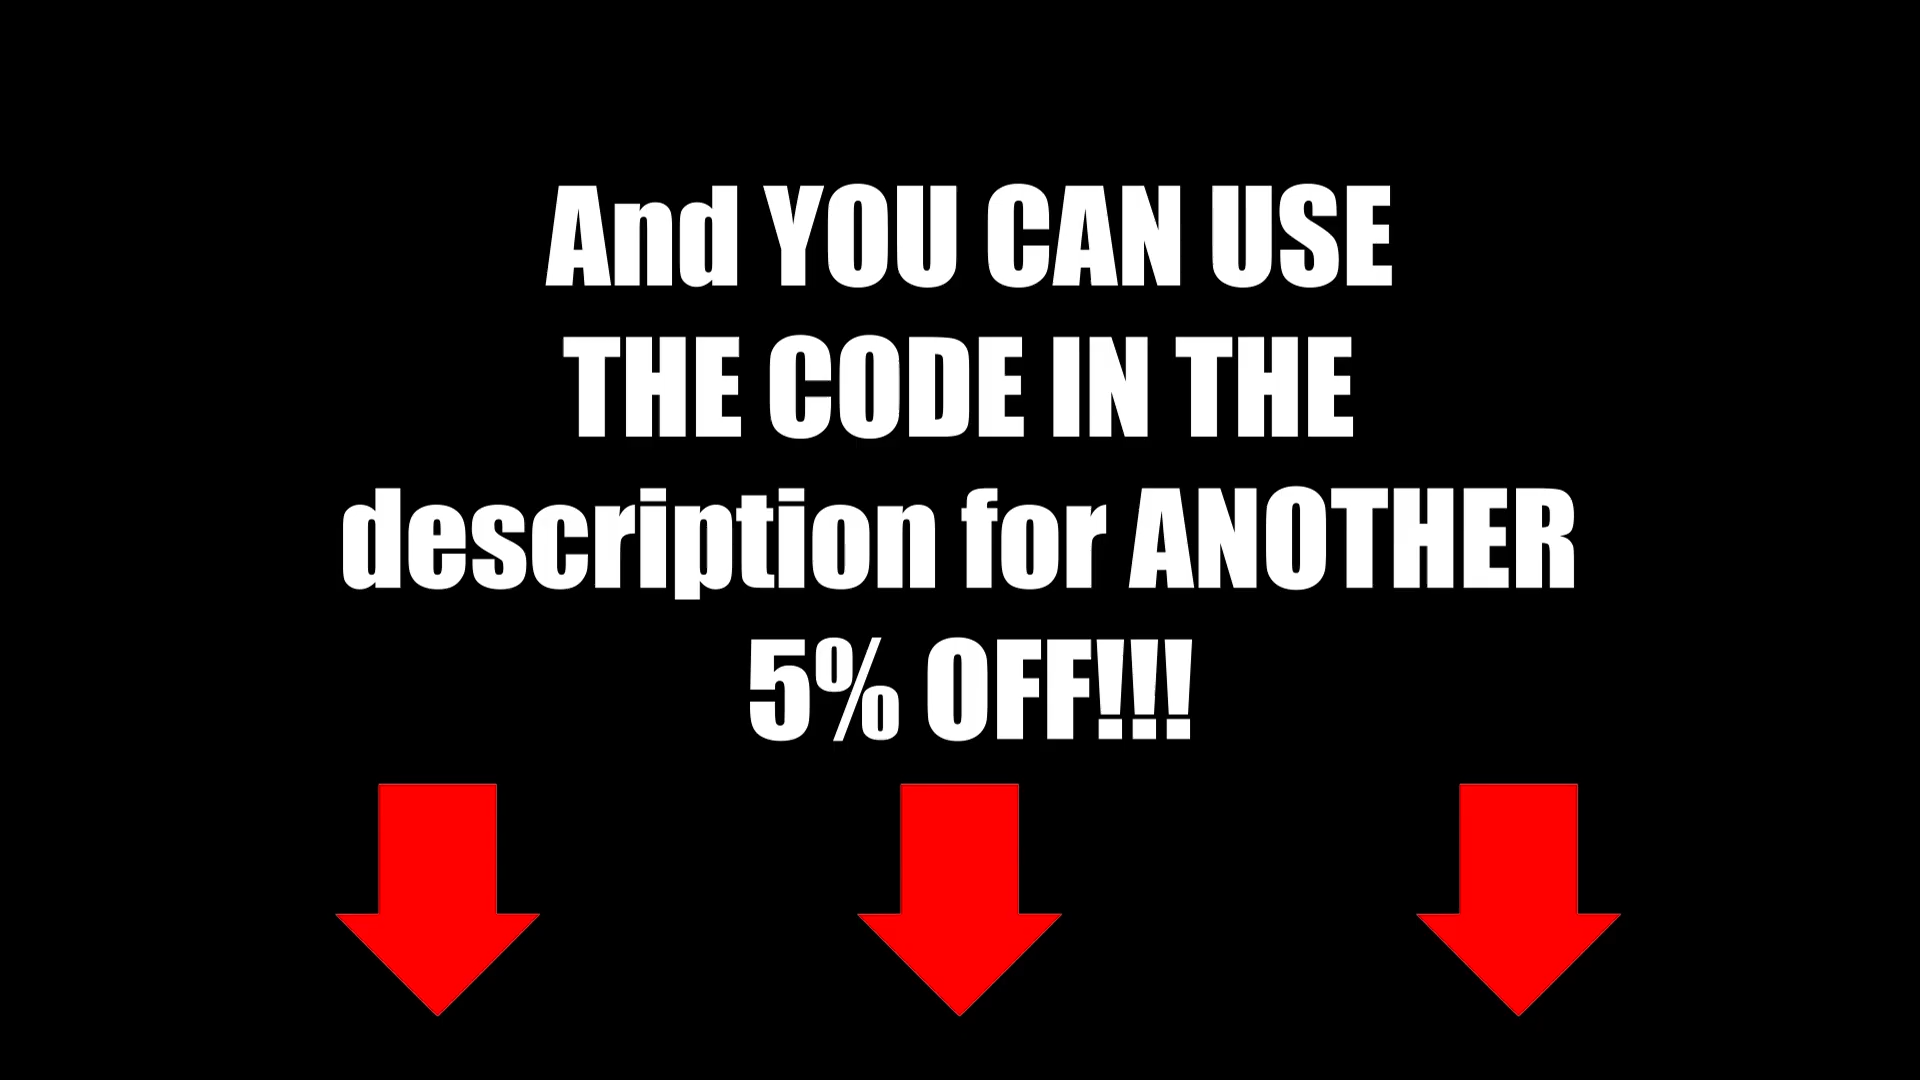 And YOU CAN USE
THE CODE IN THE
description for ANOTHER
5% OFF!!!